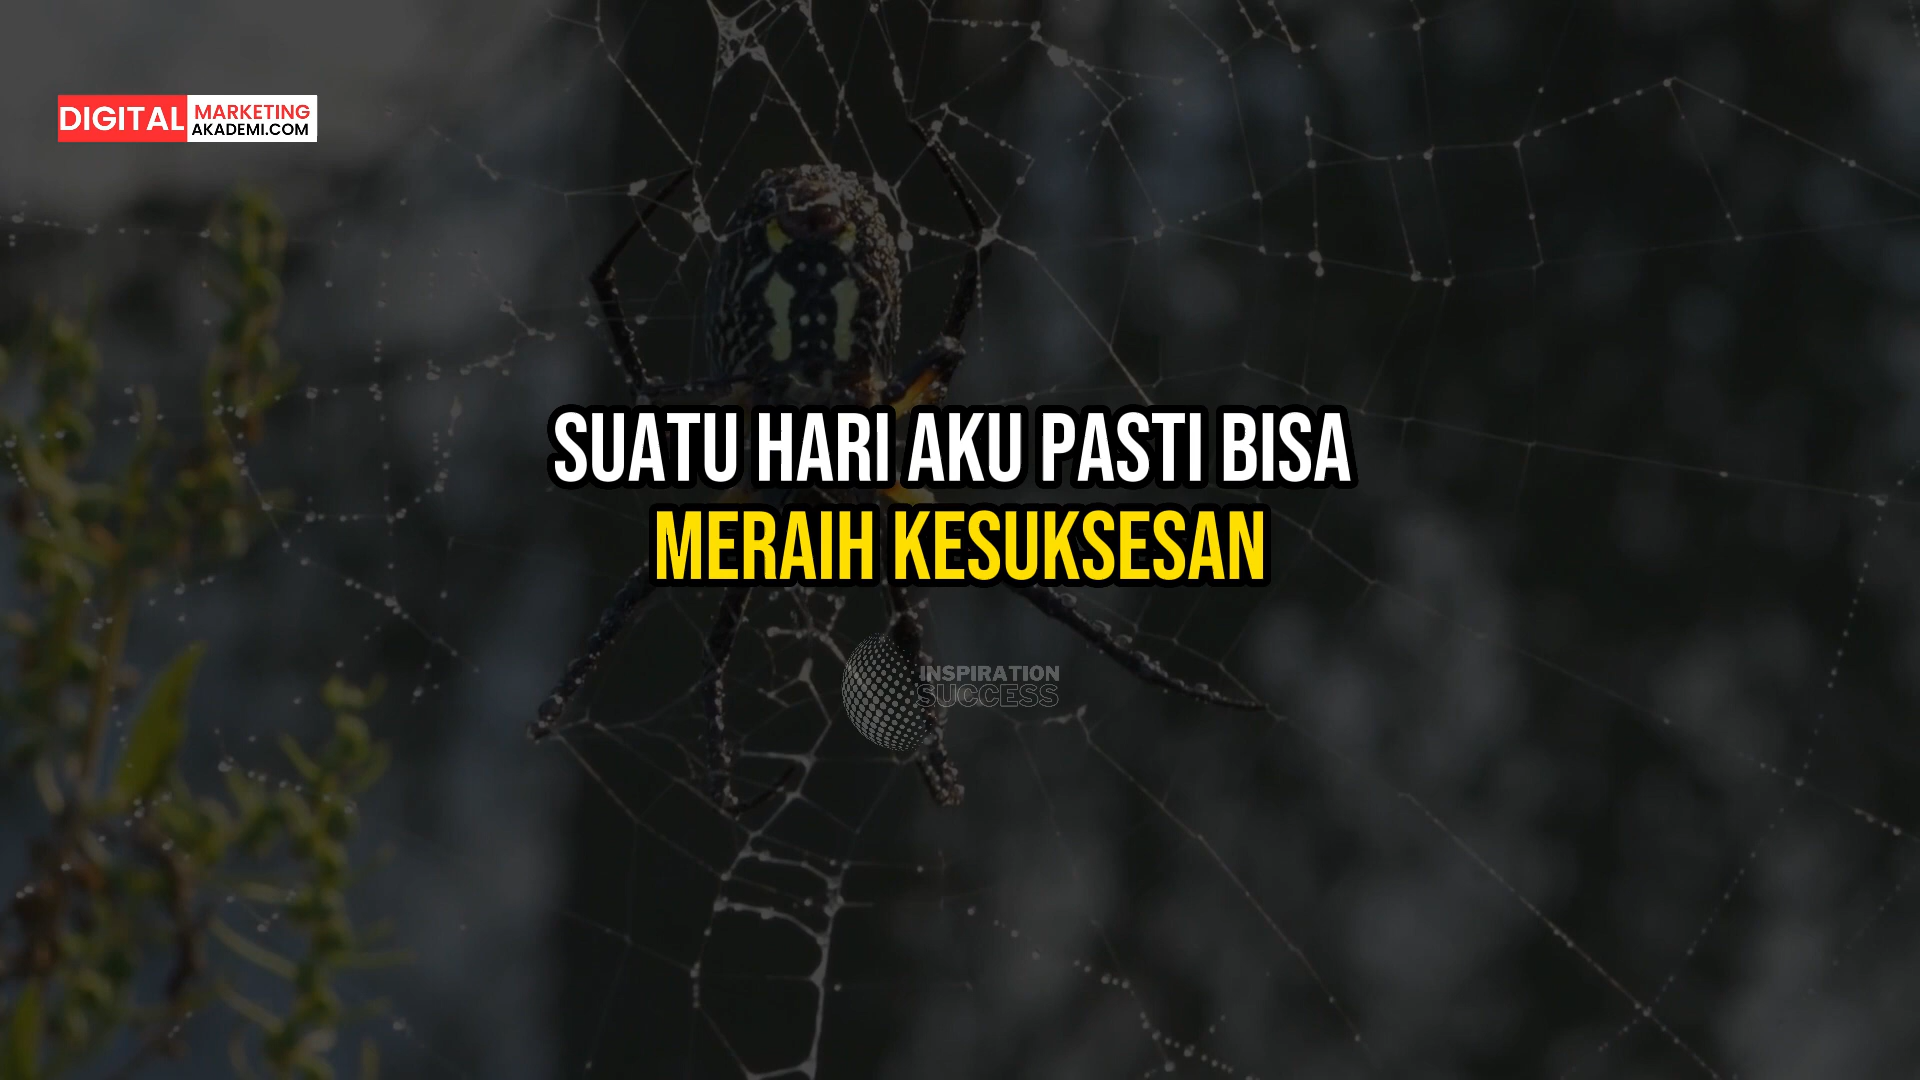 DIGITAL MARKETING
AKADEMI.COM
SUATU HARI AKU PASTI BISA
MERAIH KESUKSESAN
INSPIRATION
SUCCESS